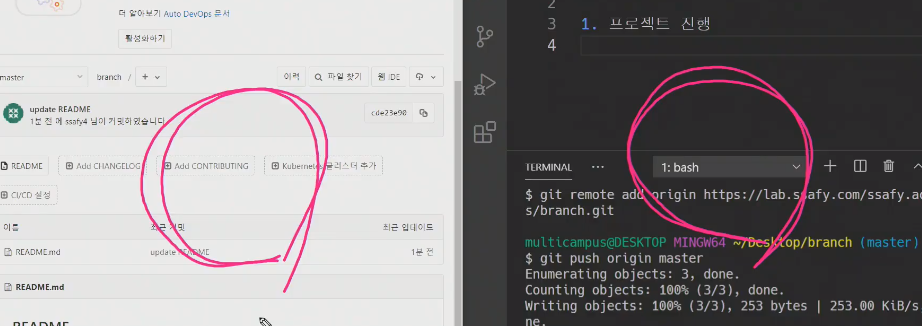 더 알아보기 Auto DevOps 문서
활성화하기
master
branch / +
이력
파일 찾기
웹 IDE
update README
1분 전에 ssafy4 님이 커밋하였습니다
cde23e90
README
Add CHANGELOG
Add CONTRIBUTING
Kubernetes 클러스터 추가
CI/CD 설정
이름
최근 커밋
최근 업데이트
README.md
update README
1분 전
README.md
README
2
3 1. 프로젝트 진행
4
TERMINAL ...
1: bash
$ git remote add origin https://lab.ssafy.com/ssafy.ac
s/branch.git
multicampus@DESKTOP MINGW64 ~/Desktop/branch (master)
$ git push origin master
Enumerating objects: 3, done.
Counting objects: 100% (3/3), done.
Writing objects: 100% (3/3), 253 bytes | 253.00 KiB/s
ne.